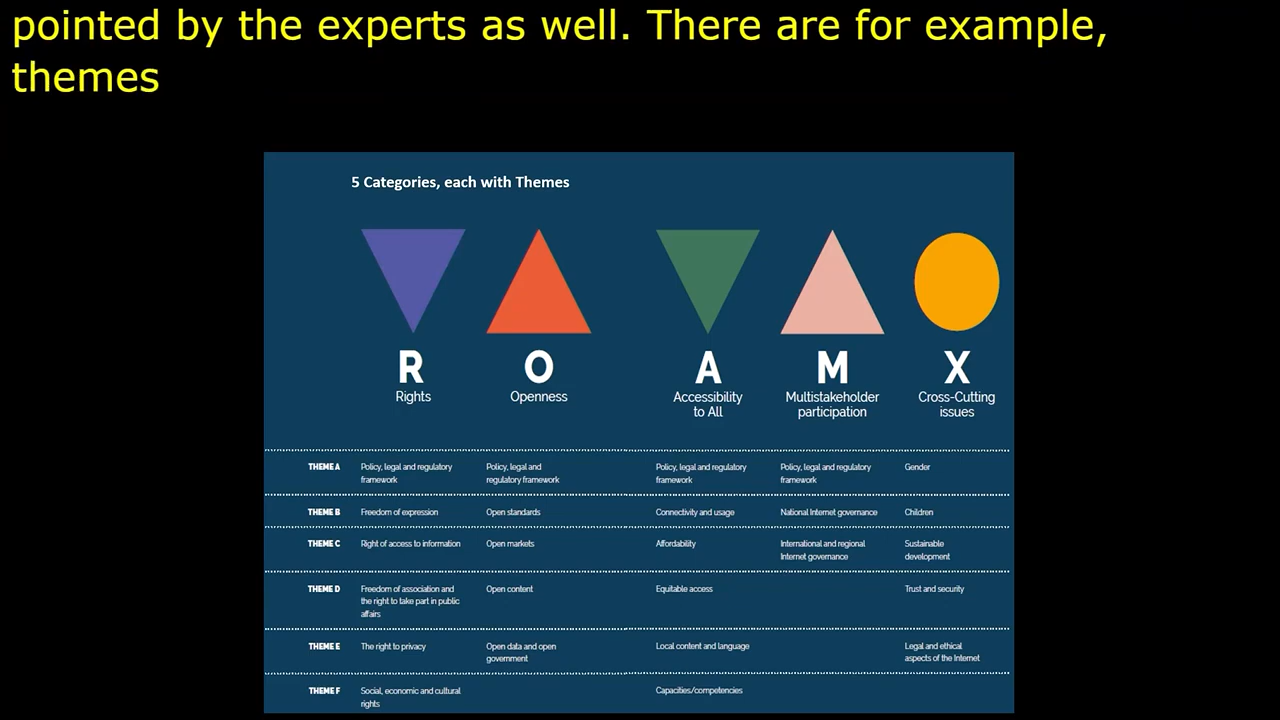 pointed by the experts as well. There are for example,
themes
5 Categories, each with Themes
R O A M X
Rights Openness Accessibility to All Multistakeholder participation Cross-Cutting issues
THEME A Policy, legal and regulatory framework Policy, legal and regulatory framework Policy, legal and regulatory framework Policy, legal and regulatory framework Gender
THEME B Freedom of expression Open standards Connectivity and usage National Internet governance Children
THEME C Right of access to information Open markets Affordability International and regional Internet governance Sustainable development
THEME D Freedom of association and the right to take part in public affairs Open content Equitable access Trust and security
THEME E The right to privacy Open data and open government Local content and language Legal and ethical aspects of the Internet
THEME F Social, economic and cultural rights Capacities/competencies